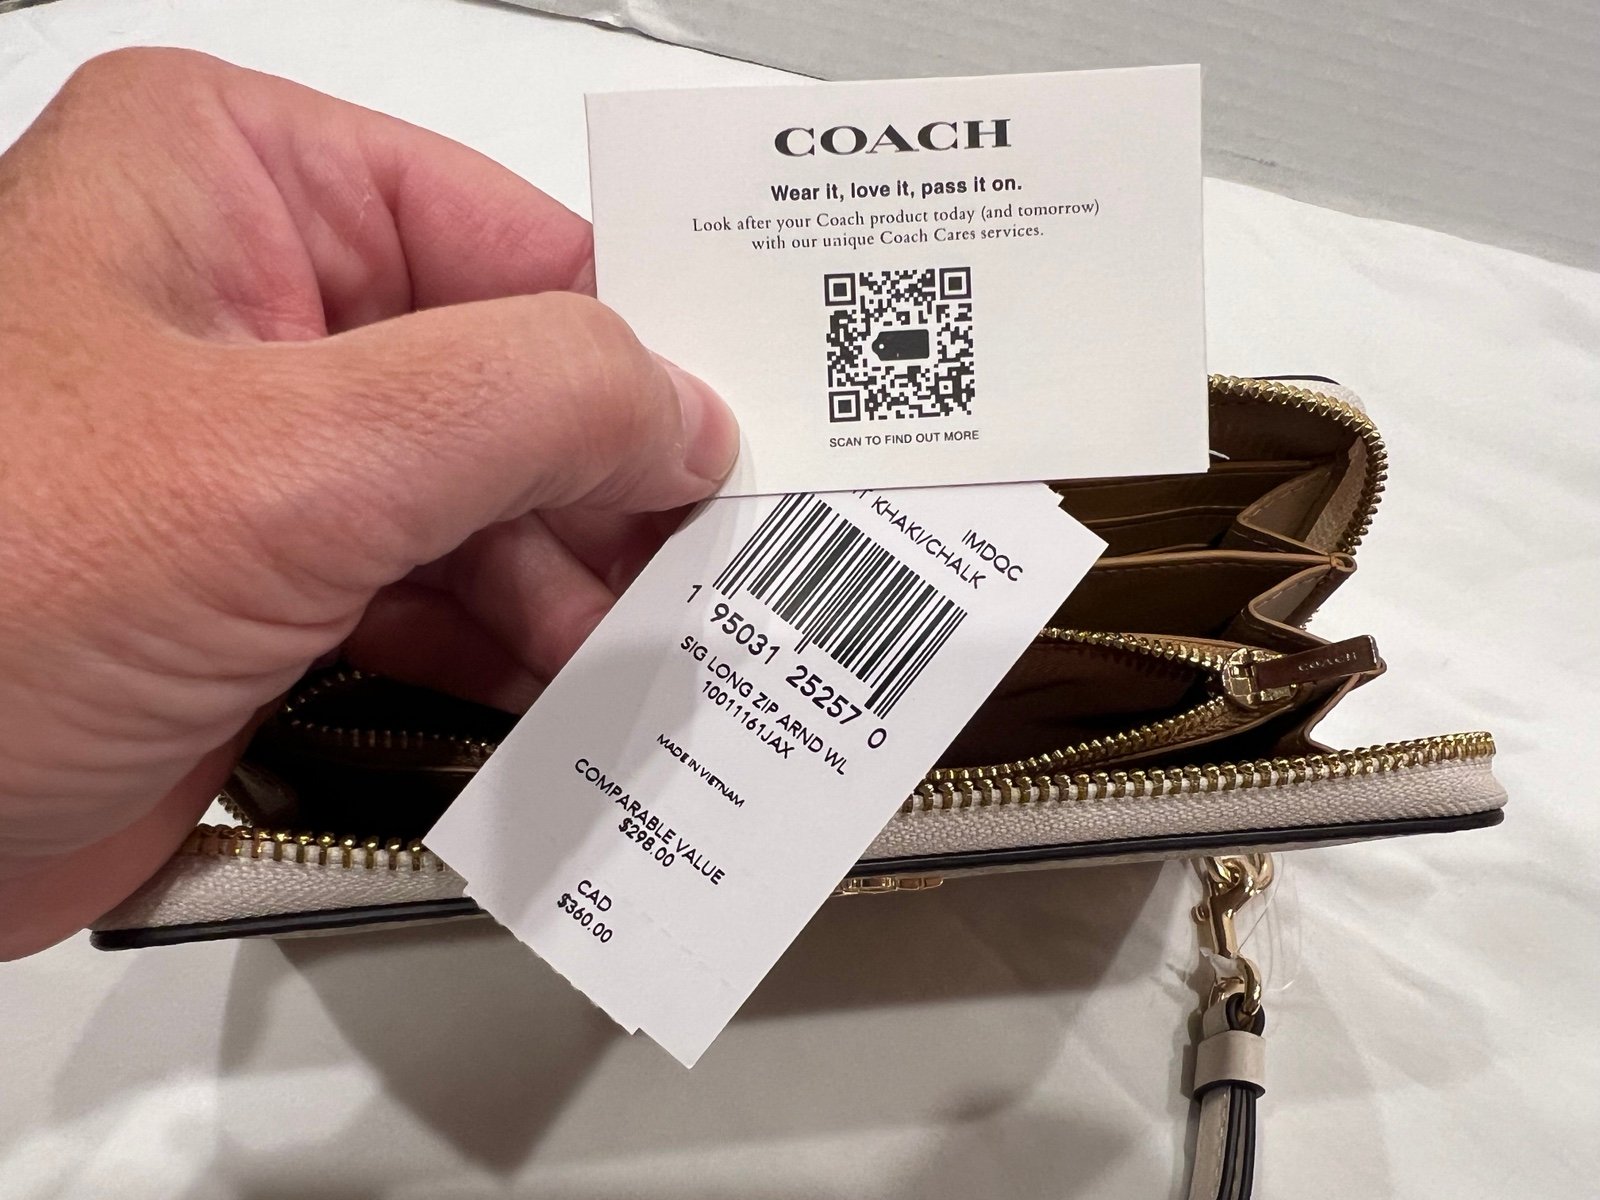 COACH
Wear it, love it, pass it on.
Look after your Coach product today (and tomorrow)
with our unique Coach Cares services.
SCAN TO FIND OUT MORE
IMDQC
KHAKI/CHALK
1 95031 25257 0
SIG LONG ZIP ARND WL
10011161JAX
MADE IN VIETNAM
COMPARABLE VALUE
$298.00
CAD
$360.00
COACH